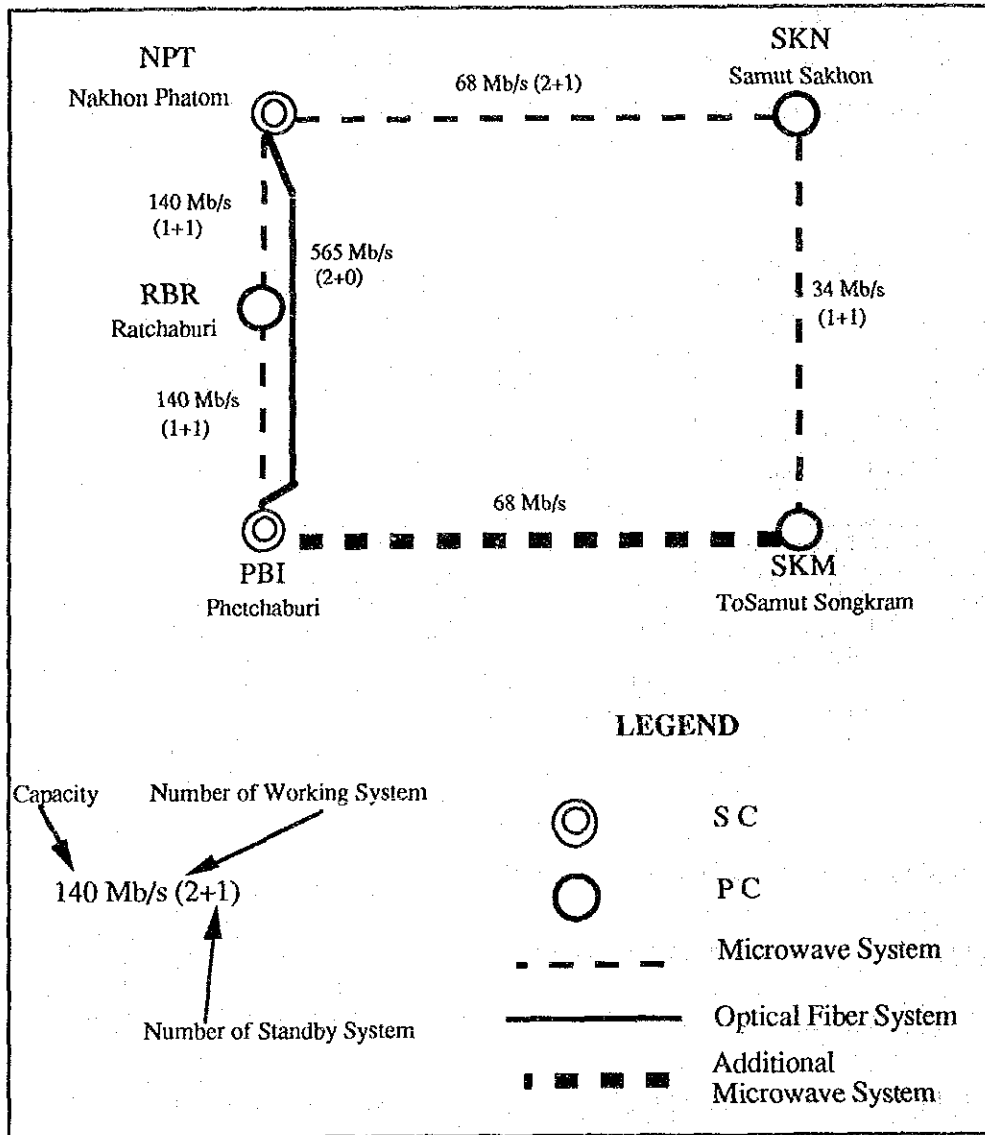 NPT
Nakhon Phatom
68 Mb/s (2+1)
SKN
Samut Sakhon
140 Mb/s
(1+1)
565 Mb/s
(2+0)
RBR
Ratchaburi
34 Mb/s
(1+1)
140 Mb/s
(1+1)
68 Mb/s
PBI
Phetchaburi
SKM
ToSamut Songkram
LEGEND
Capacity
Number of Working System
140 Mb/s (2+1)
Number of Standby System
S C
P C
Microwave System
Optical Fiber System
Additional
Microwave System